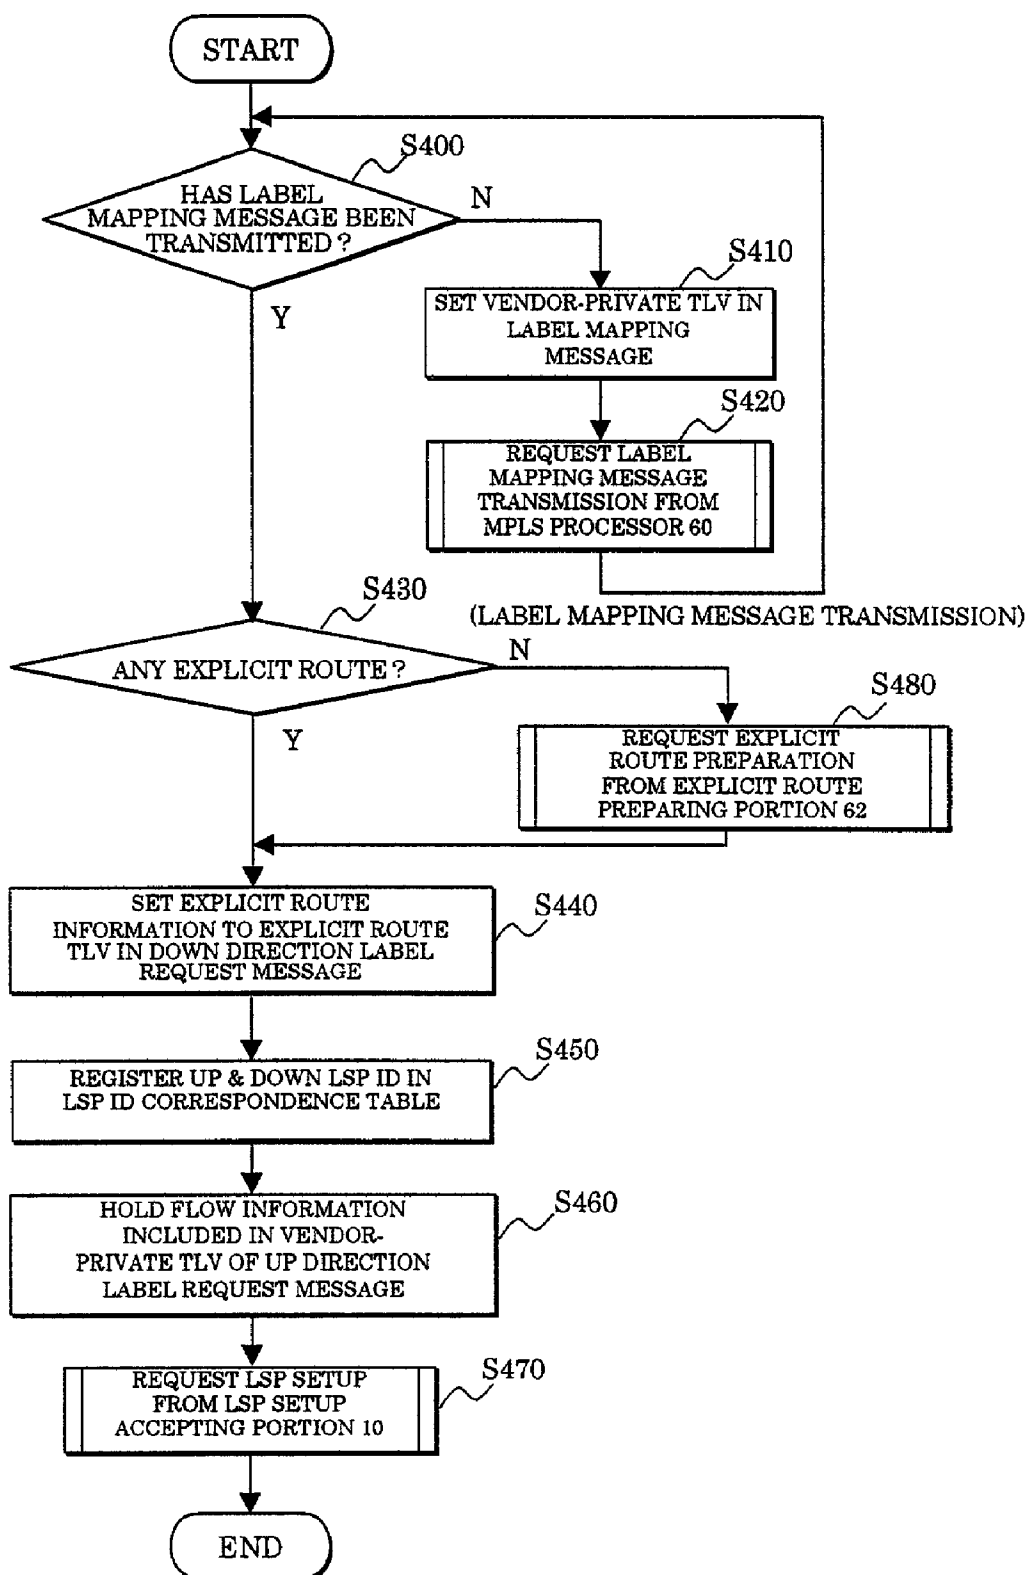 START
S400
HAS LABEL
MAPPING MESSAGE BEEN
TRANSMITTED ?
N
Y
S410
SET VENDOR-PRIVATE TLV IN
LABEL MAPPING
MESSAGE
S420
REQUEST LABEL
MAPPING MESSAGE
TRANSMISSION FROM
MPLS PROCESSOR 60
(LABEL MAPPING MESSAGE TRANSMISSION)
S430
ANY EXPLICIT ROUTE ?
N
Y
S480
REQUEST EXPLICIT
ROUTE PREPARATION
FROM EXPLICIT ROUTE
PREPARING PORTION 62
S440
SET EXPLICIT ROUTE
INFORMATION TO EXPLICIT ROUTE
TLV IN DOWN DIRECTION LABEL
REQUEST MESSAGE
S450
REGISTER UP & DOWN LSP ID IN
LSP ID CORRESPONDENCE TABLE
S460
HOLD FLOW INFORMATION
INCLUDED IN VENDOR-
PRIVATE TLV OF UP DIRECTION
LABEL REQUEST MESSAGE
S470
REQUEST LSP SETUP
FROM LSP SETUP
ACCEPTING PORTION 10
END